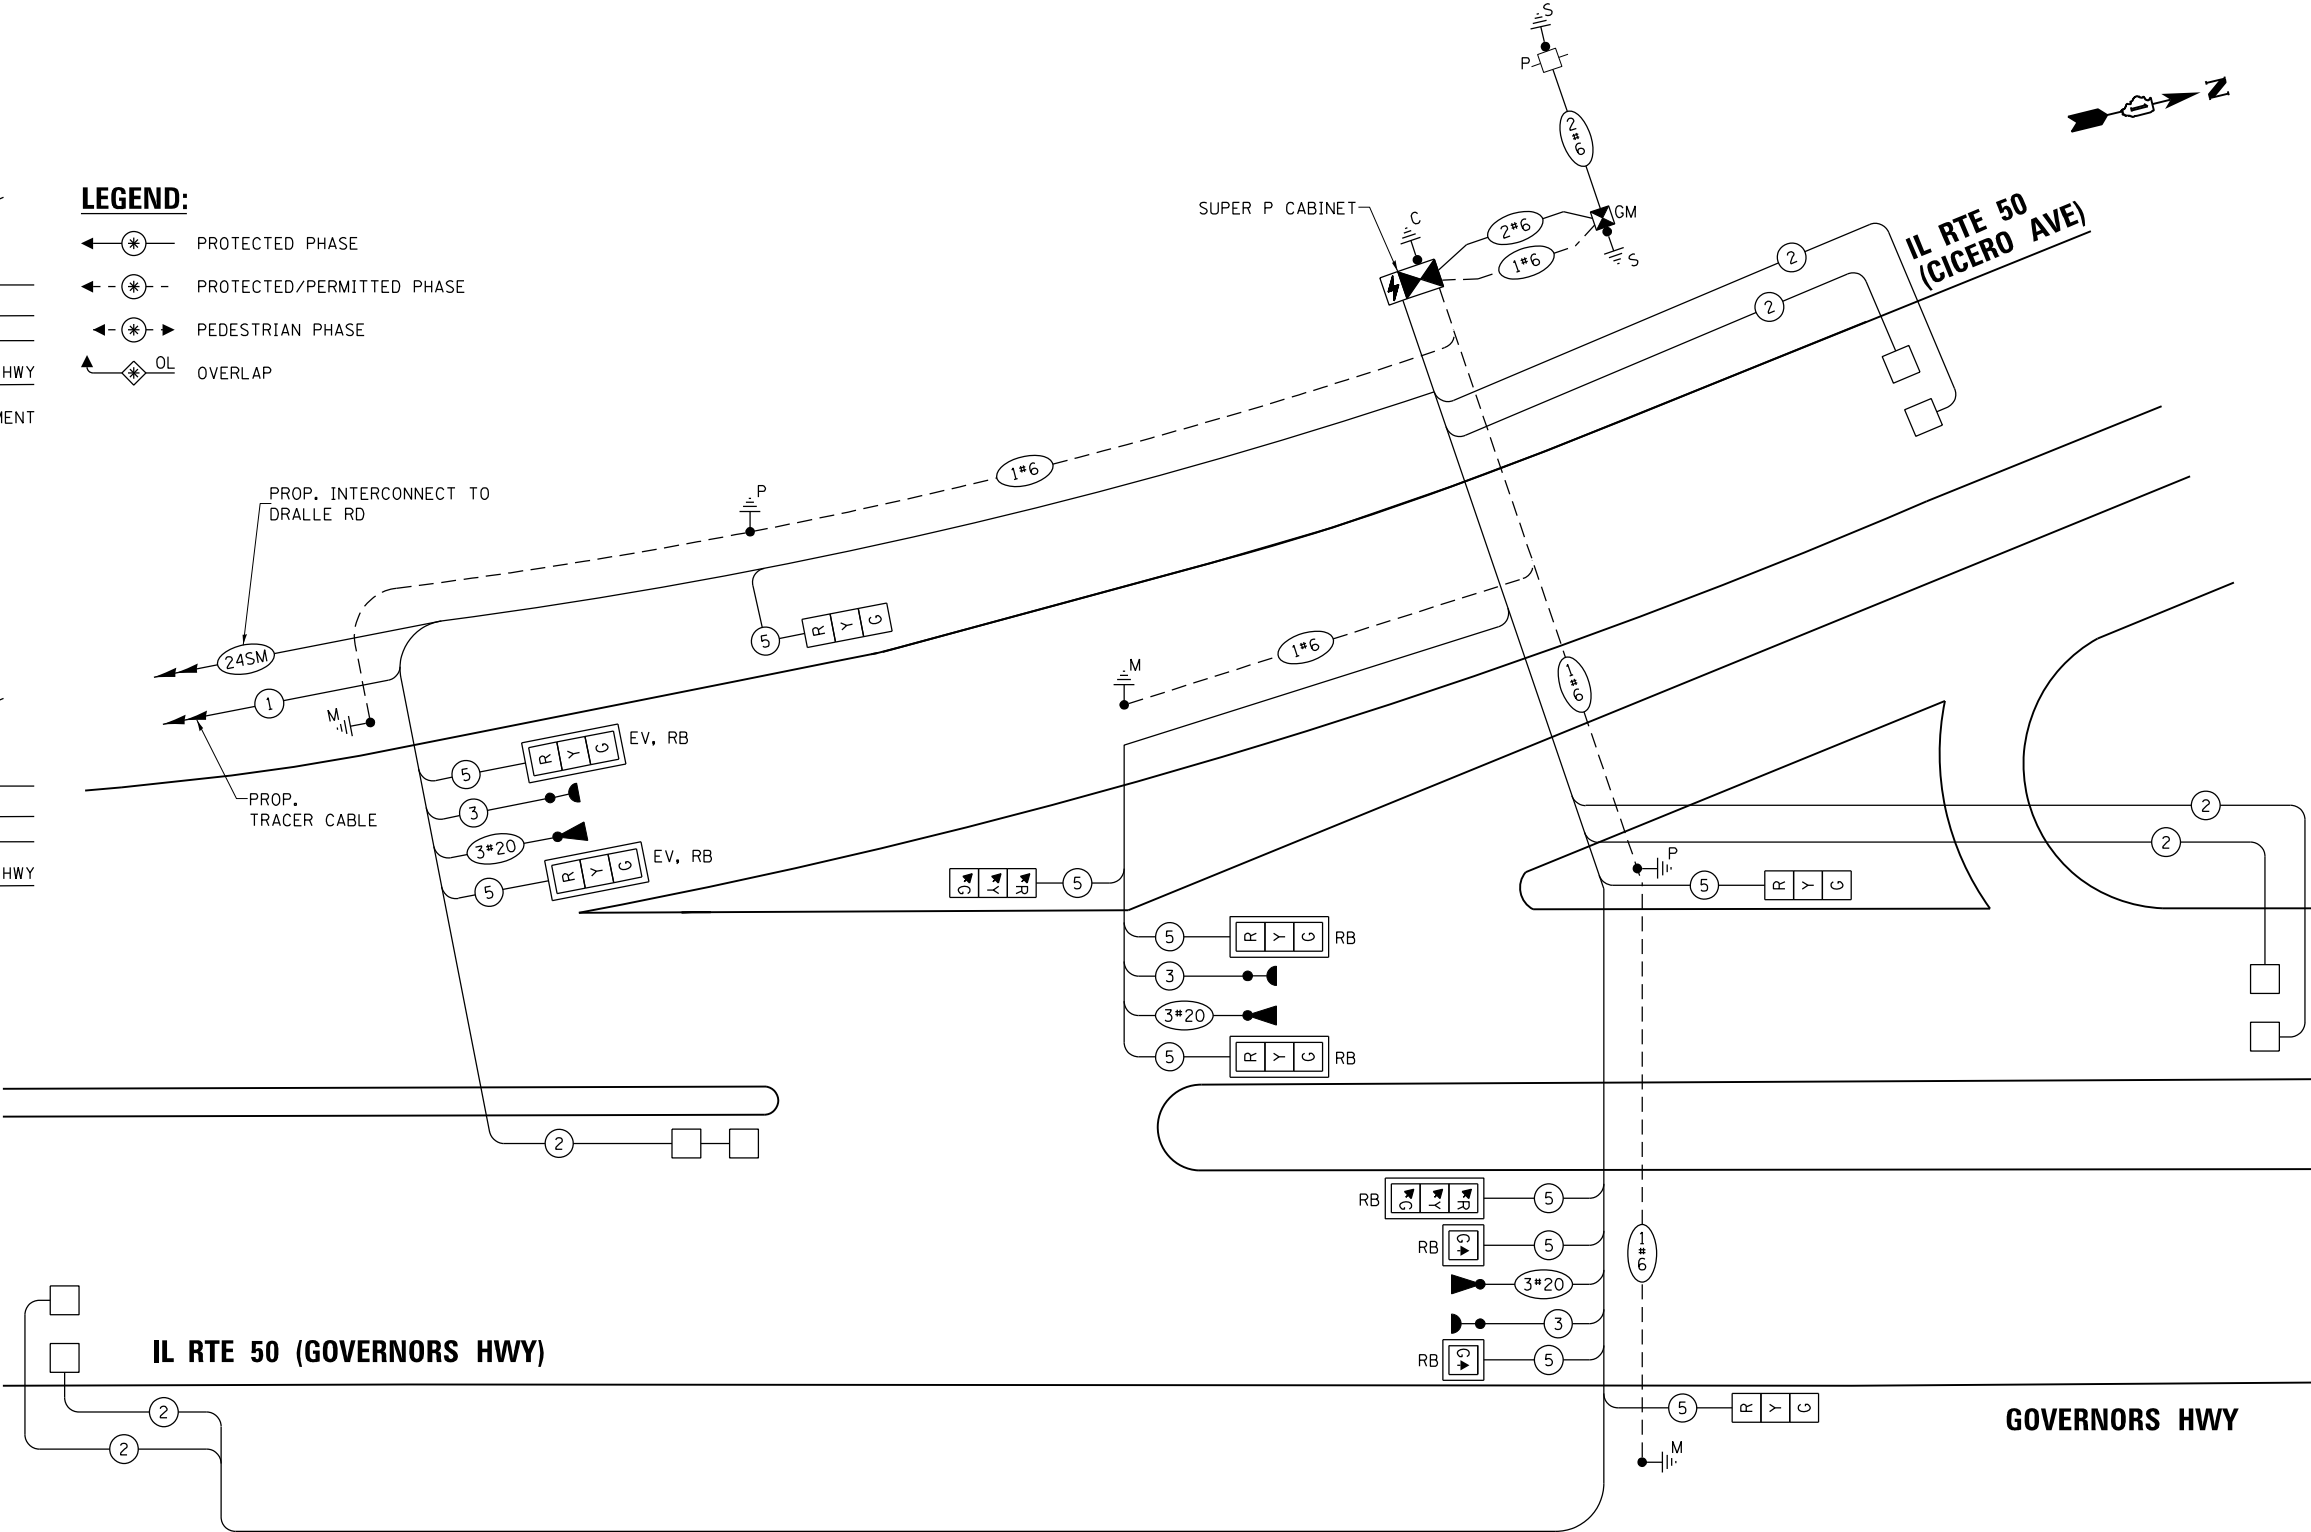 S
P
2#6
N
LEGEND:
PROTECTED PHASE
PROTECTED/PERMITTED PHASE
PEDESTRIAN PHASE
OL
OVERLAP
HWY
MENT
SUPER P CABINET
C
2#6
1#6
GM
S
2
2
IL RTE 50
(CICERO AVE)
1#6
P
PROP. INTERCONNECT TO
DRALLE RD
24SM
1
M
PROP.
TRACER CABLE
HWY
5
R Y G
5
R Y G
EV, RB
3
3#20
5
R Y G
EV, RB
M
1#6
1#6
2
2
P
5
R Y G
G Y R
5
5
R Y G
RB
3
3#20
5
R Y G
RB
2
RB
G Y R
5
RB
G
5
3#20
3
RB
G
5
1#6
IL RTE 50 (GOVERNORS HWY)
2
2
5
R Y G
GOVERNORS HWY
M